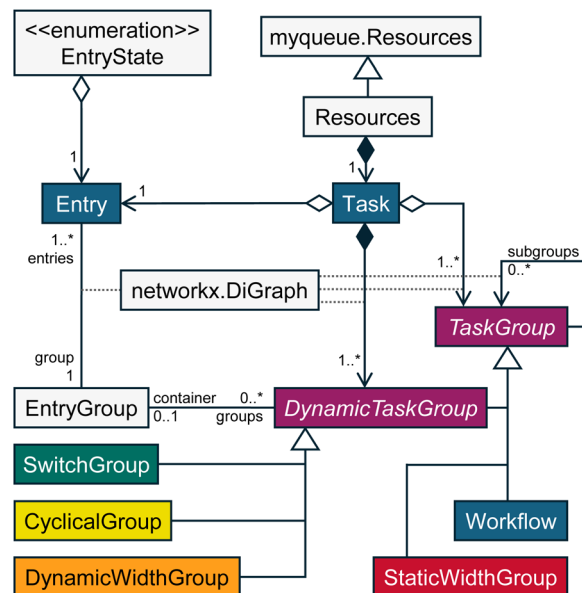 <<enumeration>>
EntryState
myqueue.Resources
Resources
1
1
Entry
1
Task
1..*
entries
1..*
subgroups
0..*
networkx.DiGraph
TaskGroup
group
1
1..*
EntryGroup
container
0..1
0..*
groups
DynamicTaskGroup
SwitchGroup
CyclicalGroup
Workflow
DynamicWidthGroup
StaticWidthGroup